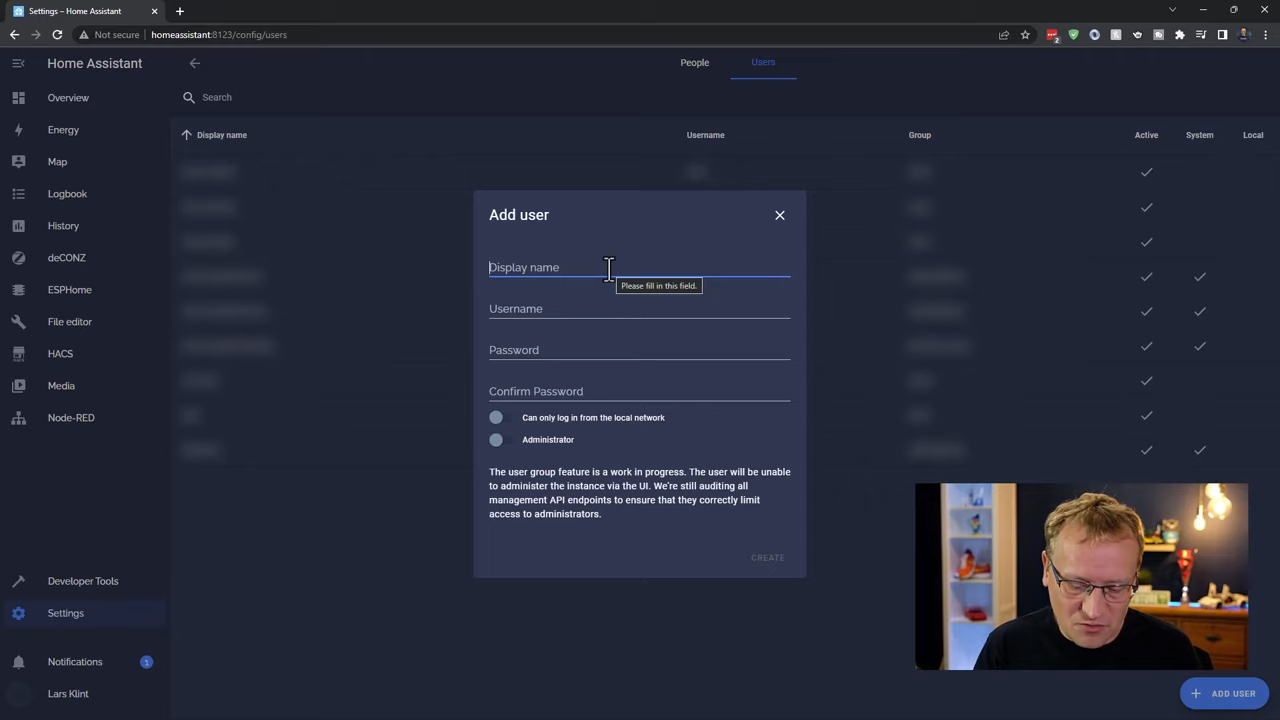 Settings – Home Assistant
Not secure
homeassistant:8123/config/users
2
Home Assistant
People
Users
Overview
Energy
Map
Logbook
History
deCONZ
ESPHome
File editor
HACS
HACS
Media
Node-RED
Developer Tools
Settings
Notifications
1
Lars Klint
Search
Display name
Username
Group
Active
System
Local
Add user
Display name
Please fill in this field.
Username
Password
Confirm Password
Can only log in from the local network
Administrator
The user group feature is a work in progress. The user will be unable
to administer the instance via the UI. We're still auditing all
management API endpoints to ensure that they correctly limit
access to administrators.
CREATE
ADD USER